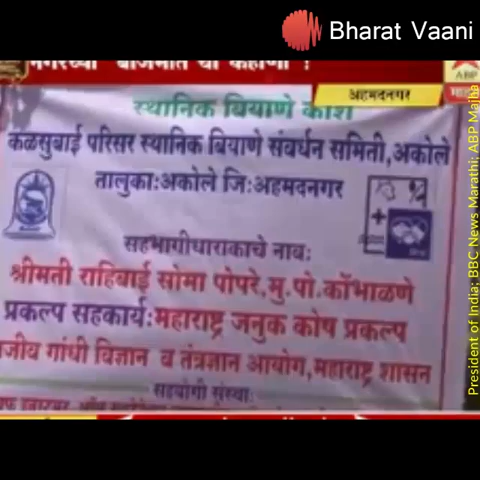 Bharat Vaani
ABP
अहमदनगर
स्थानिक बियाणे कोश
कळसुबाई परिसर स्थानिक बियाणे संवर्धन समिती,अकोले
तालुका:अकोले जि:अहमदनगर
सहभागीधारकाचे नाव:
श्रीमती राहिबाई सोमा पोपरे,मु.पो.कोंभाळणे
प्रकल्प सहकार्य:महाराष्ट्र जनुक कोष प्रकल्प
राजीव गांधी विज्ञान व तंत्रज्ञान आयोग,महाराष्ट्र शासन
सहयोगी संस्था:
President of India; BBC News Marathi; ABP Majha